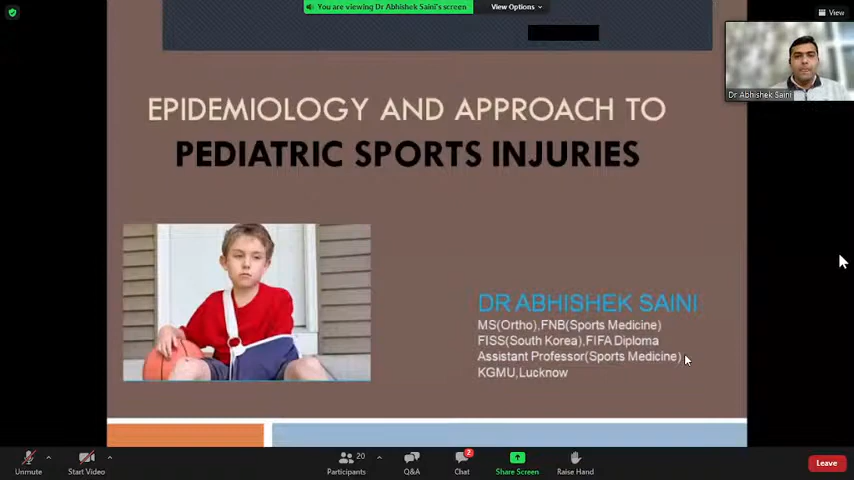 You are viewing Dr Abhishek Saini's screen
View Options
View
Dr Abhishek Saini
EPIDEMIOLOGY AND APPROACH TO
PEDIATRIC SPORTS INJURIES
DR ABHISHEK SAINI
MS(Ortho),FNB(Sports Medicine)
FISS(South Korea),FIFA Diploma
Assistant Professor(Sports Medicine)
KGMU,Lucknow
Unmute
Start Video
20
Participants
Q&A
2
Chat
Share Screen
Raise Hand
Leave